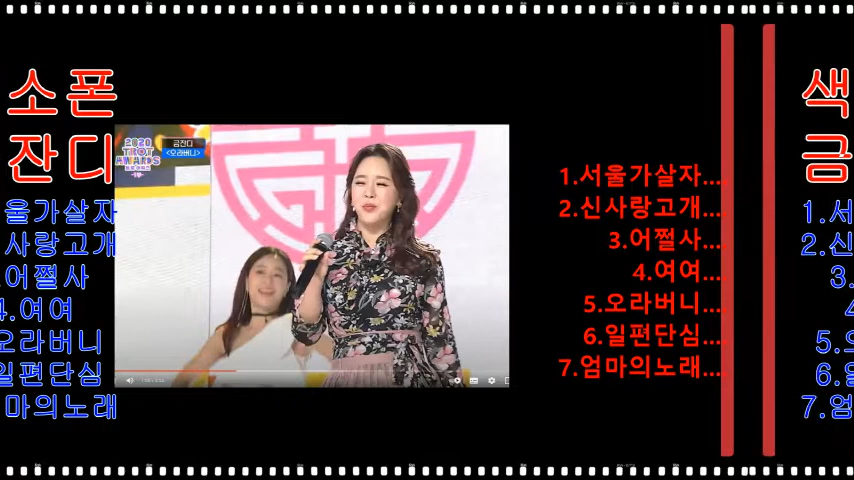 소폰
잔디
울가살자
사랑고개
.어쩔사
4.여여
오라버니
일편단심
마의노래
2020
TROT
AWARDS
금잔디
<오라버니>
1.서울가살자...
2.신사랑고개...
3.어쩔사...
4.여여...
5.오라버니...
6.일편단심...
7.엄마의노래...
색
금
1.서
2.신
3.
4
5.오
6.일
7.엄